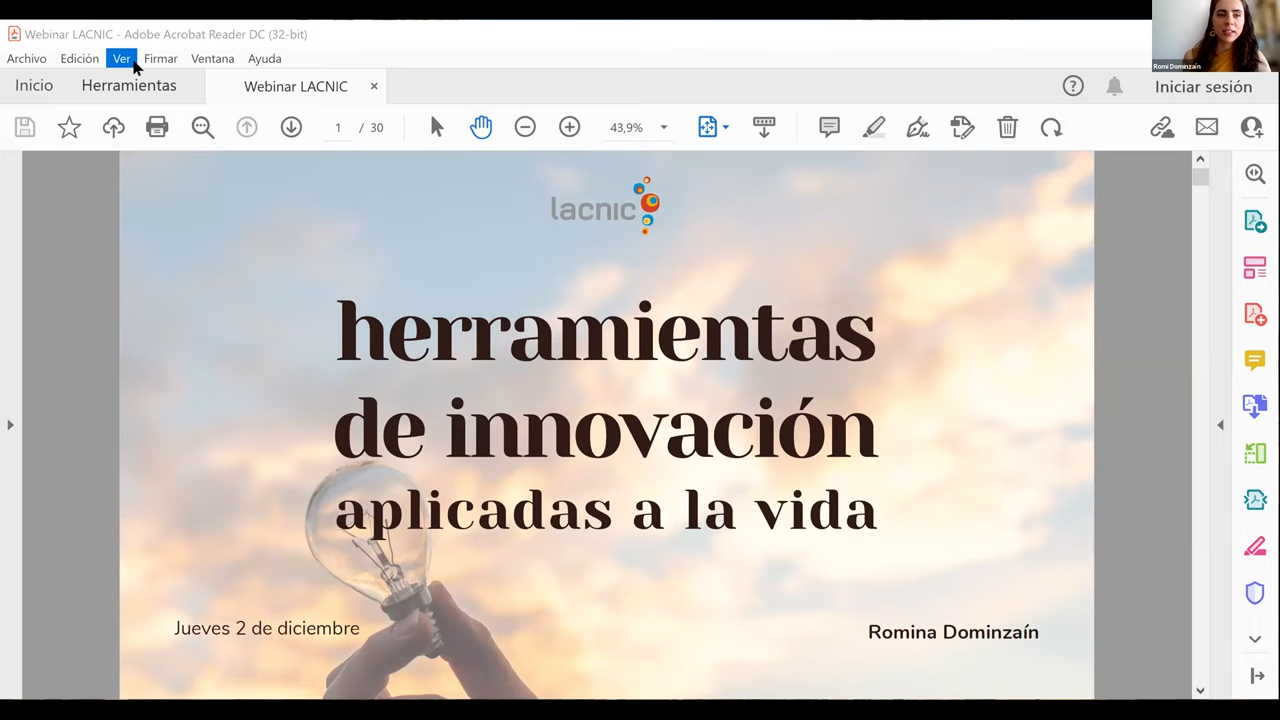 Webinar LACNIC - Adobe Acrobat Reader DC (32-bit)
Archivo Edición Ver Firmar Ventana Ayuda
Inicio Herramientas Webinar LACNIC × Iniciar sesión
1 / 30 43,9%
Romi Dominzaín
lacnic
herramientas
de innovación
aplicadas a la vida
Jueves 2 de diciembre
Romina Dominzaín